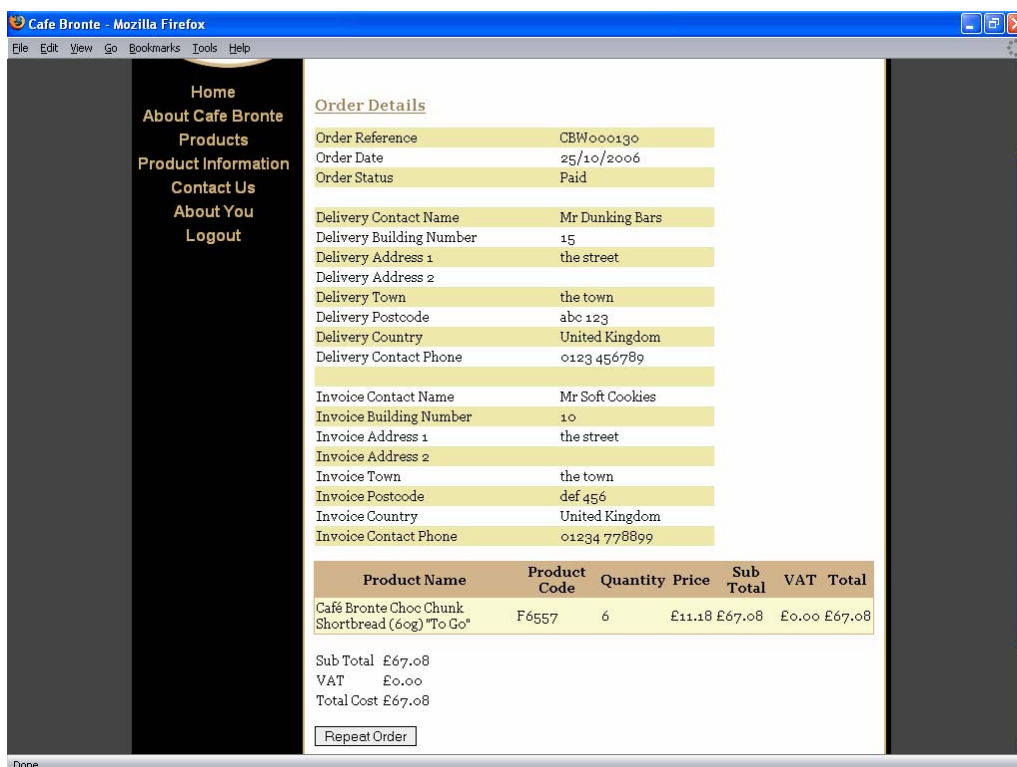 Cafe Bronte - Mozilla Firefox
File Edit View Go Bookmarks Tools Help
Home
About Cafe Bronte
Products
Product Information
Contact Us
About You
Logout
Order Details
Order Reference CBW000130
Order Date 25/10/2006
Order Status Paid
Delivery Contact Name Mr Dunking Bars
Delivery Building Number 15
Delivery Address 1 the street
Delivery Address 2
Delivery Town the town
Delivery Postcode abc 123
Delivery Country United Kingdom
Delivery Contact Phone 0123 456789
Invoice Contact Name Mr Soft Cookies
Invoice Building Number 10
Invoice Address 1 the street
Invoice Address 2
Invoice Town the town
Invoice Postcode def 456
Invoice Country United Kingdom
Invoice Contact Phone 01234 778899
Product Name Product Code Quantity Price Sub Total VAT Total
Café Bronte Choc Chunk
Shortbread (60g) "To Go" F6557 6 £11.18 £67.08 £0.00 £67.08
Sub Total £67.08
VAT £0.00
Total Cost £67.08
Repeat Order
Done